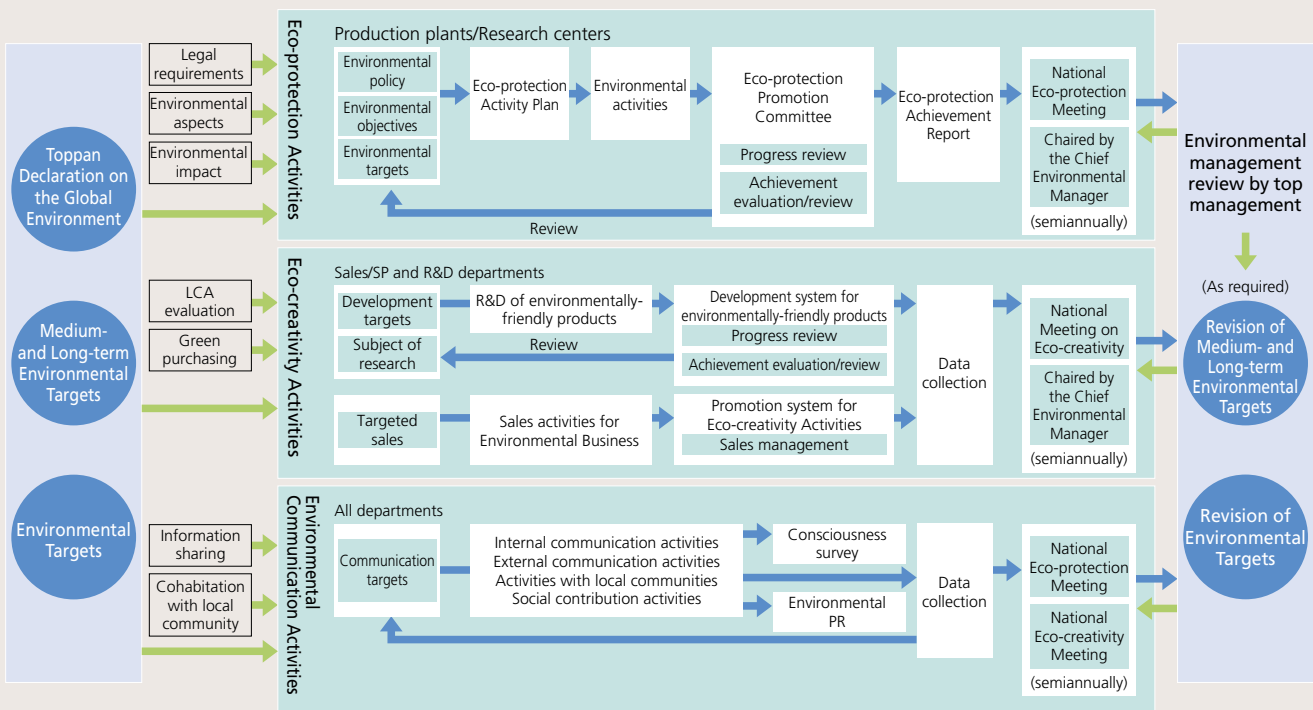 Toppan
Declaration on
the Global
Environment
Medium-
and Long-term
Environmental
Targets
Environmental
Targets
Legal
requirements
Environmental
aspects
Environmental
impact
LCA
evaluation
Green
purchasing
Information
sharing
Cohabitation
with local
community
Eco-protection Activities
Production plants/Research centers
Environmental
policy
Environmental
objectives
Environmental
targets
Eco-protection
Activity Plan
Environmental
activities
Eco-protection
Promotion
Committee
Progress review
Achievement
evaluation/review
Review
Eco-protection
Achievement
Report
National
Eco-protection
Meeting
Chaired by
the Chief
Environmental
Manager
(semiannually)
Eco-creativity Activities
Sales/SP and R&D departments
Development
targets
Subject of
research
R&D of environmentally-
friendly products
Review
Development system for
environmentally-friendly products
Progress review
Achievement evaluation/review
Targeted
sales
Sales activities for
Environmental Business
Promotion system for
Eco-creativity Activities
Sales management
Data
collection
National
Meeting on
Eco-creativity
Chaired by
the Chief
Environmental
Manager
(semiannually)
Environmental
Communication Activities
All departments
Communication
targets
Internal communication activities
External communication activities
Activities with local communities
Social contribution activities
Consciousness
survey
Environmental
PR
Data
collection
National
Eco-protection
Meeting
National
Eco-creativity
Meeting
(semiannually)
Environmental
management
review by top
management
(As required)
Revision of
Medium- and
Long-term
Environmental
Targets
Revision of
Environmental
Targets